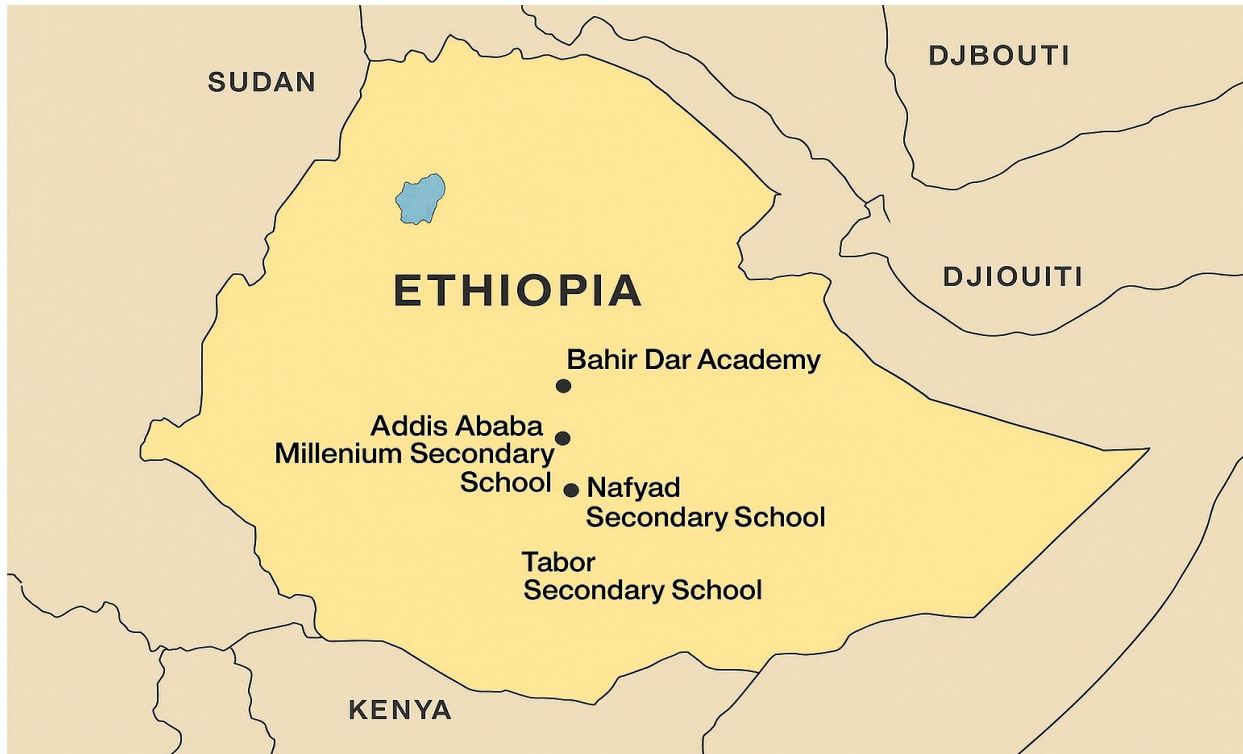 SUDAN
DJBOUTI
DJIOUITI
ETHIOPIA
Bahir Dar Academy
Addis Ababa
Millenium Secondary
School
Nafyad
Secondary School
Tabor
Secondary School
KENYA